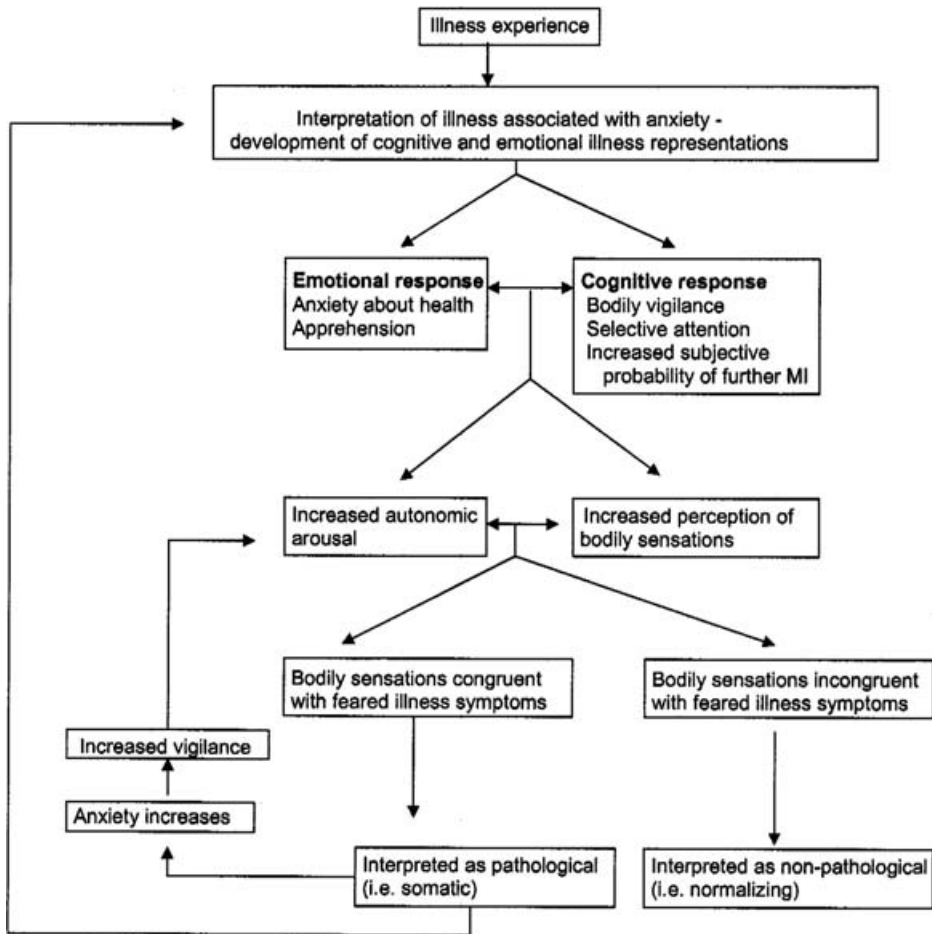 Illness experience
Interpretation of illness associated with anxiety -
development of cognitive and emotional illness representations
Emotional response
Anxiety about health
Apprehension
Cognitive response
Bodily vigilance
Selective attention
Increased subjective
probability of further MI
Increased autonomic
arousal
Increased perception of
bodily sensations
Bodily sensations congruent
with feared illness symptoms
Bodily sensations incongruent
with feared illness symptoms
Increased vigilance
Anxiety increases
Interpreted as pathological
(i.e. somatic)
Interpreted as non-pathological
(i.e. normalizing)